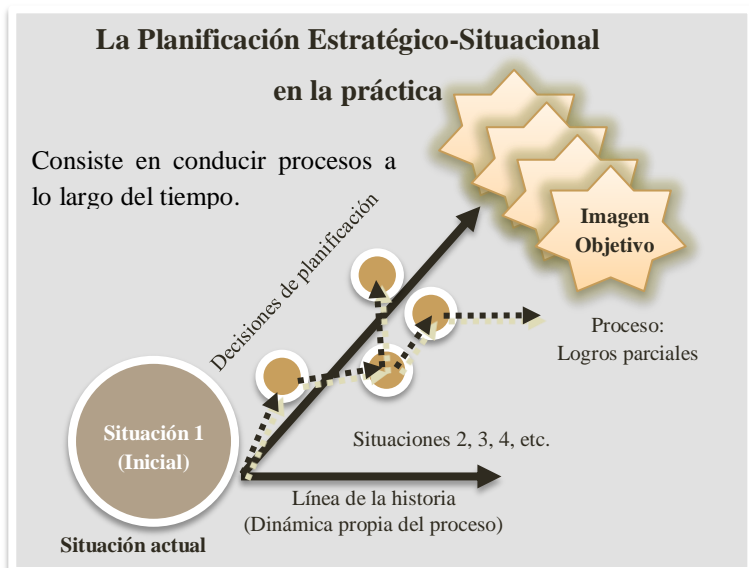 La Planificación Estratégico-Situacional
en la práctica
Consiste en conducir procesos a
lo largo del tiempo.
Imagen
Objetivo
Decisiones de planificación
Proceso:
Logros parciales
Situación 1
(Inicial)
Situaciones 2, 3, 4, etc.
Línea de la historia
(Dinámica propia del proceso)
Situación actual